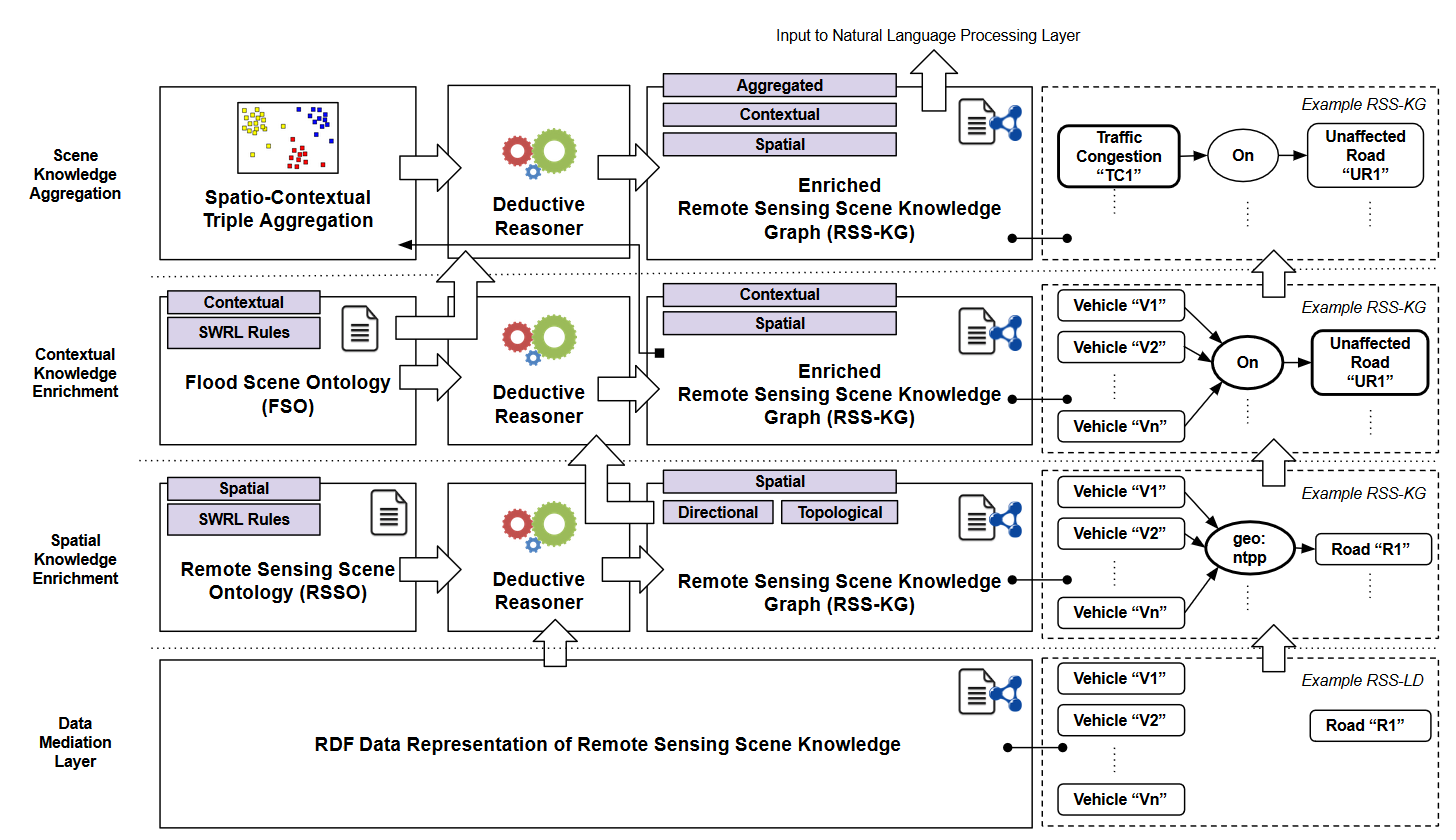 Input to Natural Language Processing Layer
Scene
Knowledge
Aggregation
Spatio-Contextual
Triple Aggregation
Deductive
Reasoner
Aggregated
Contextual
Spatial
Enriched
Remote Sensing Scene Knowledge
Graph (RSS-KG)
Example RSS-KG
Traffic
Congestion
“TC1”
On
Unaffected
Road
“UR1”
Contextual
Knowledge
Enrichment
Contextual
SWRL Rules
Flood Scene Ontology
(FSO)
Deductive
Reasoner
Contextual
Spatial
Enriched
Remote Sensing Scene Knowledge
Graph (RSS-KG)
Example RSS-KG
Vehicle “V1”
Vehicle “V2”
Vehicle “Vn”
On
Unaffected
Road
“UR1”
Spatial
Knowledge
Enrichment
Spatial
SWRL Rules
Remote Sensing Scene
Ontology (RSSO)
Deductive
Reasoner
Spatial
Directional
Topological
Remote Sensing Scene Knowledge
Graph (RSS-KG)
Example RSS-KG
Vehicle “V1”
Vehicle “V2”
Vehicle “Vn”
geo:
ntpp
Road “R1”
Data
Mediation
Layer
RDF Data Representation of Remote Sensing Scene Knowledge
Example RSS-LD
Vehicle “V1”
Vehicle “V2”
Vehicle “Vn”
Road “R1”